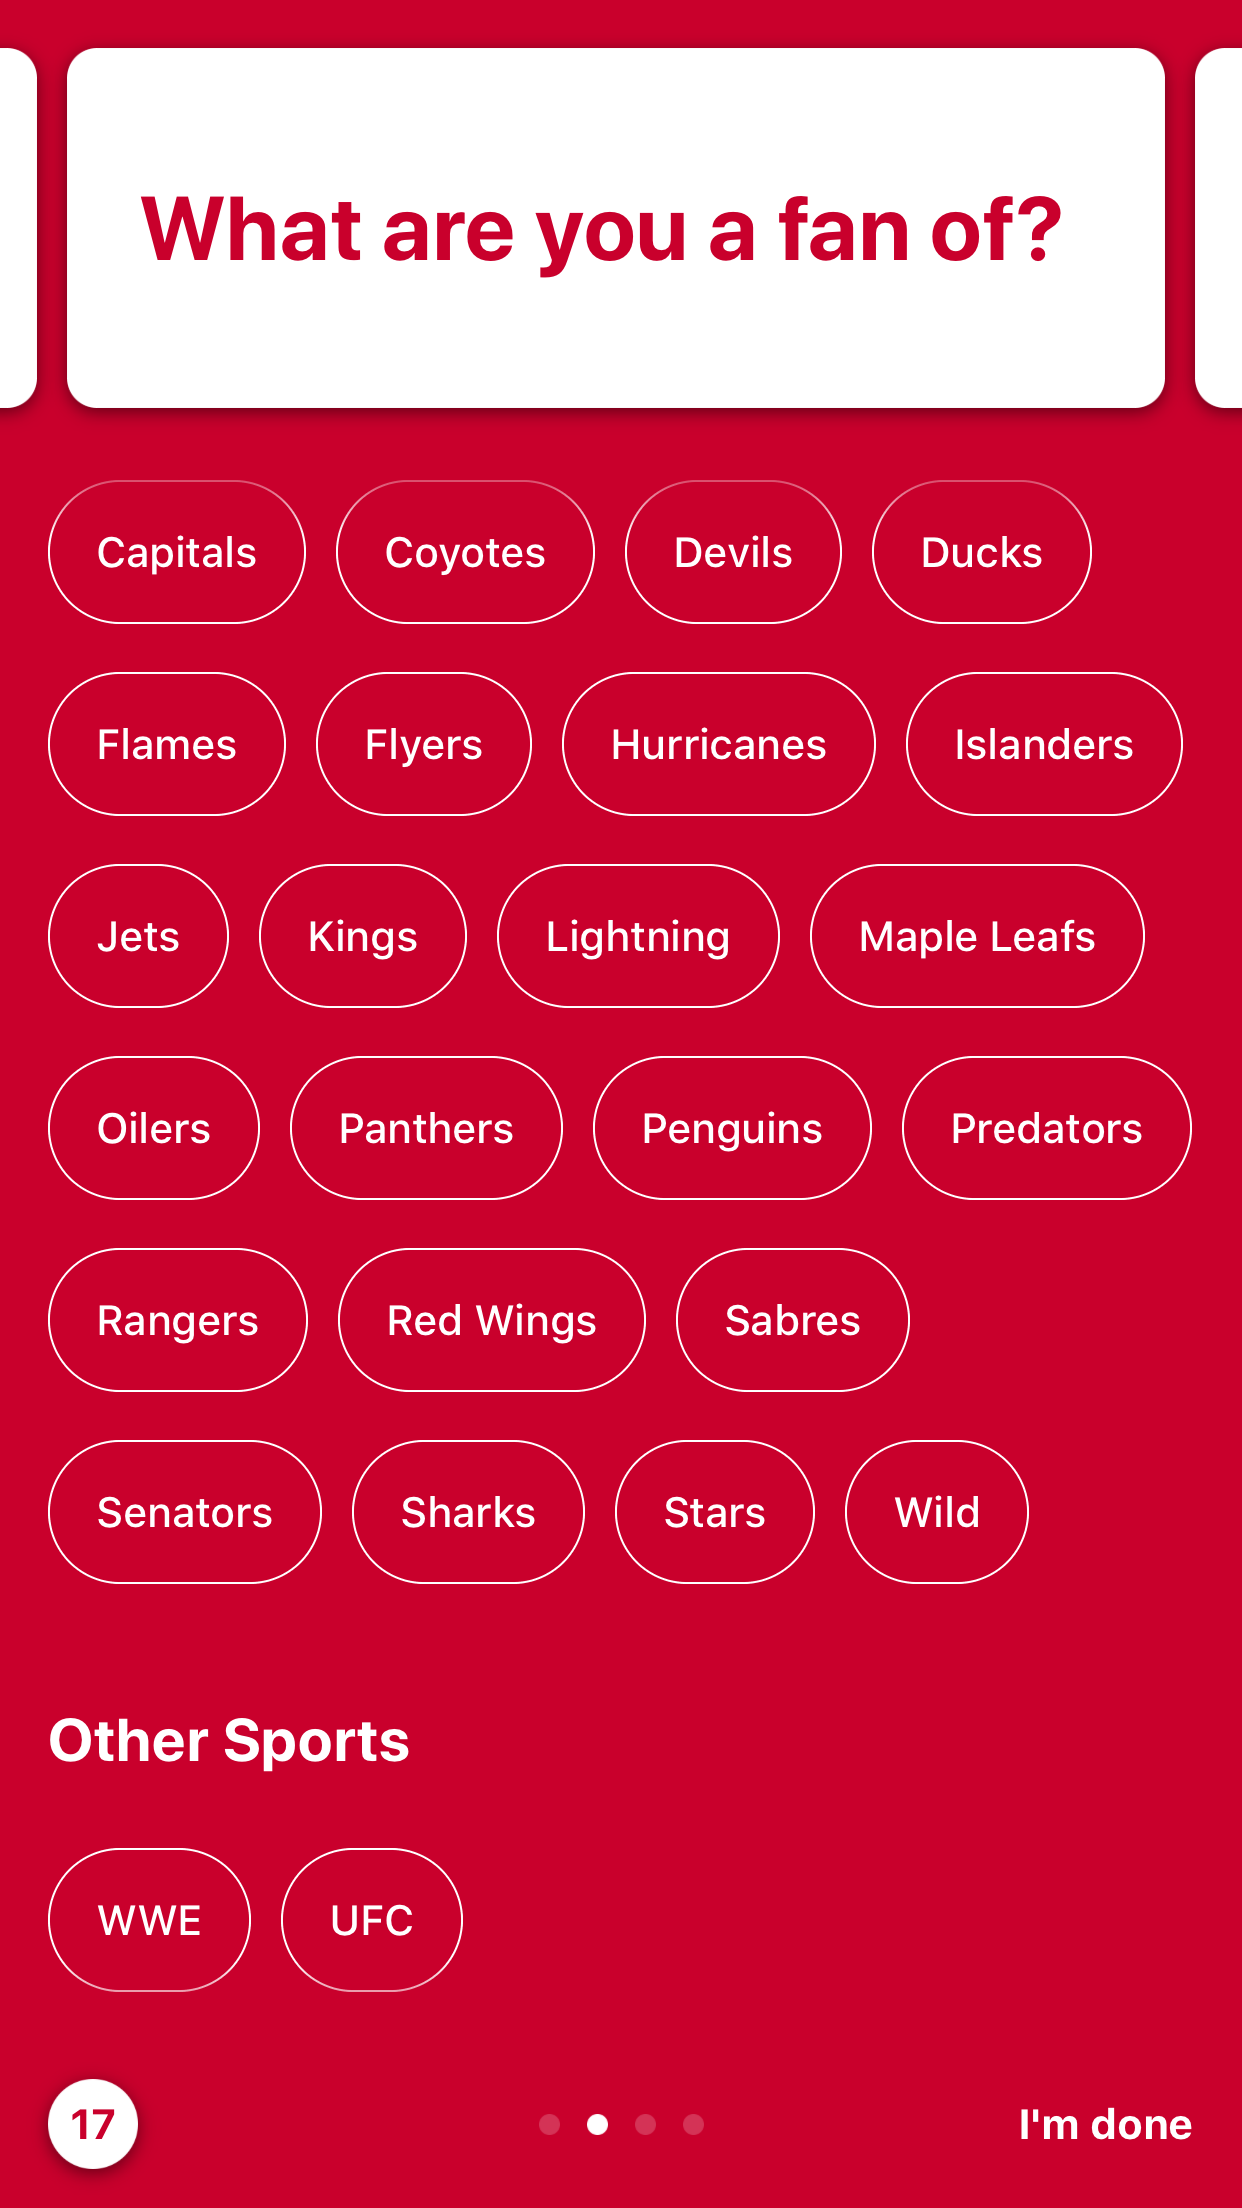 What are you a fan of?
Capitals Coyotes Devils Ducks
Flames Flyers Hurricanes Islanders
Jets Kings Lightning Maple Leafs
Oilers Panthers Penguins Predators
Rangers Red Wings Sabres
Senators Sharks Stars Wild
Other Sports
WWE UFC
17 I'm done